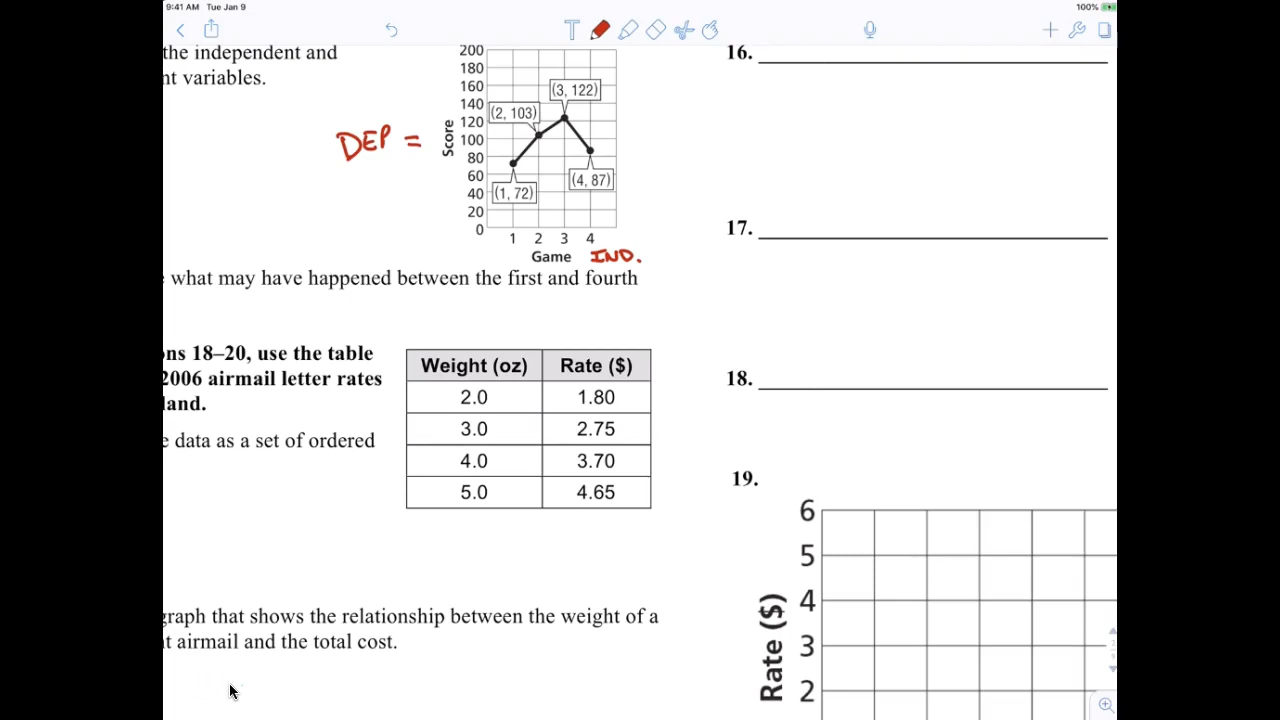 9:41 AM Tue Jan 9
100%
the independent and
nt variables.
DEP =
Score
200
180
160
140
120
100
80
60
40
20
0
(3, 122)
(2, 103)
(1, 72)
(4, 87)
1 2 3 4
Game IND.
what may have happened between the first and fourth
ons 18–20, use the table
2006 airmail letter rates
land.
e data as a set of ordered
Weight (oz) Rate ($)
2.0 1.80
3.0 2.75
4.0 3.70
5.0 4.65
graph that shows the relationship between the weight of a
t airmail and the total cost.
16.
17.
18.
19.
Rate ($)
6
5
4
3
2